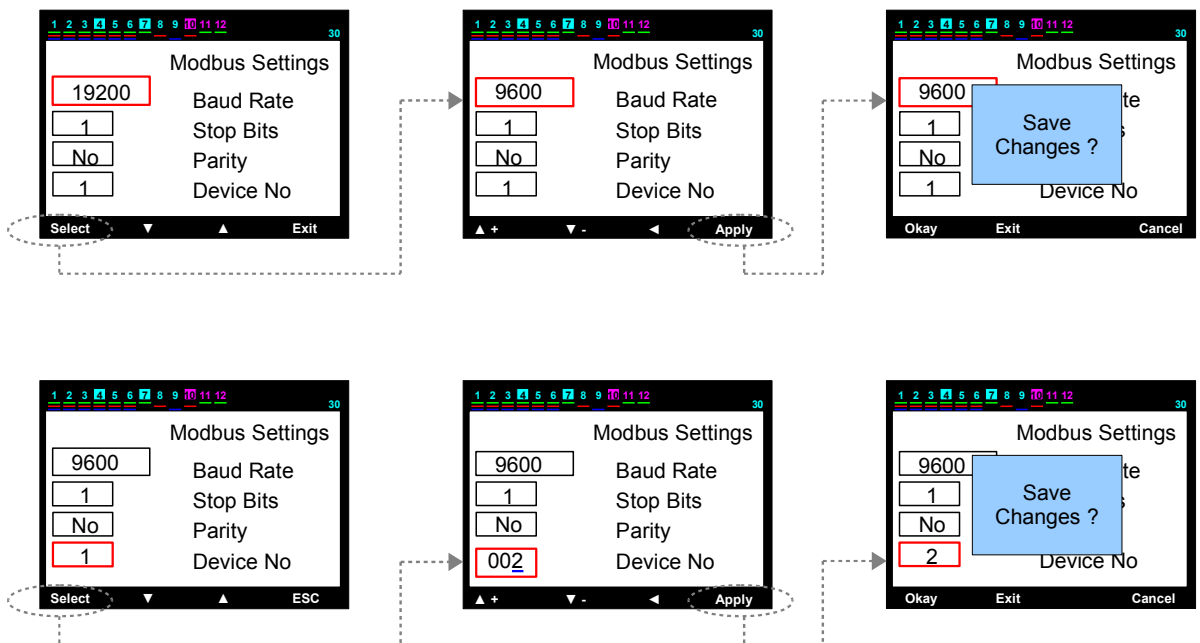 1 2 3 4 5 6 7 8 9 10 11 12
30
Modbus Settings
19200 Baud Rate
1 Stop Bits
No Parity
1 Device No
Select ▼ ▲ Exit
1 2 3 4 5 6 7 8 9 10 11 12
30
Modbus Settings
9600 Baud Rate
1 Stop Bits
No Parity
1 Device No
▲ + ▼ - ◄ Apply
1 2 3 4 5 6 7 8 9 10 11 12
30
Modbus Settings
9600 te
1 s
No
1 Device No
Save
Changes ?
Okay Exit Cancel
1 2 3 4 5 6 7 8 9 10 11 12
30
Modbus Settings
9600 Baud Rate
1 Stop Bits
No Parity
1 Device No
Select ▼ ▲ ESC
1 2 3 4 5 6 7 8 9 10 11 12
30
Modbus Settings
9600 Baud Rate
1 Stop Bits
No Parity
002 Device No
▲ + ▼ - ◄ Apply
1 2 3 4 5 6 7 8 9 10 11 12
30
Modbus Settings
9600 te
1 s
No
2 Device No
Save
Changes ?
Okay Exit Cancel